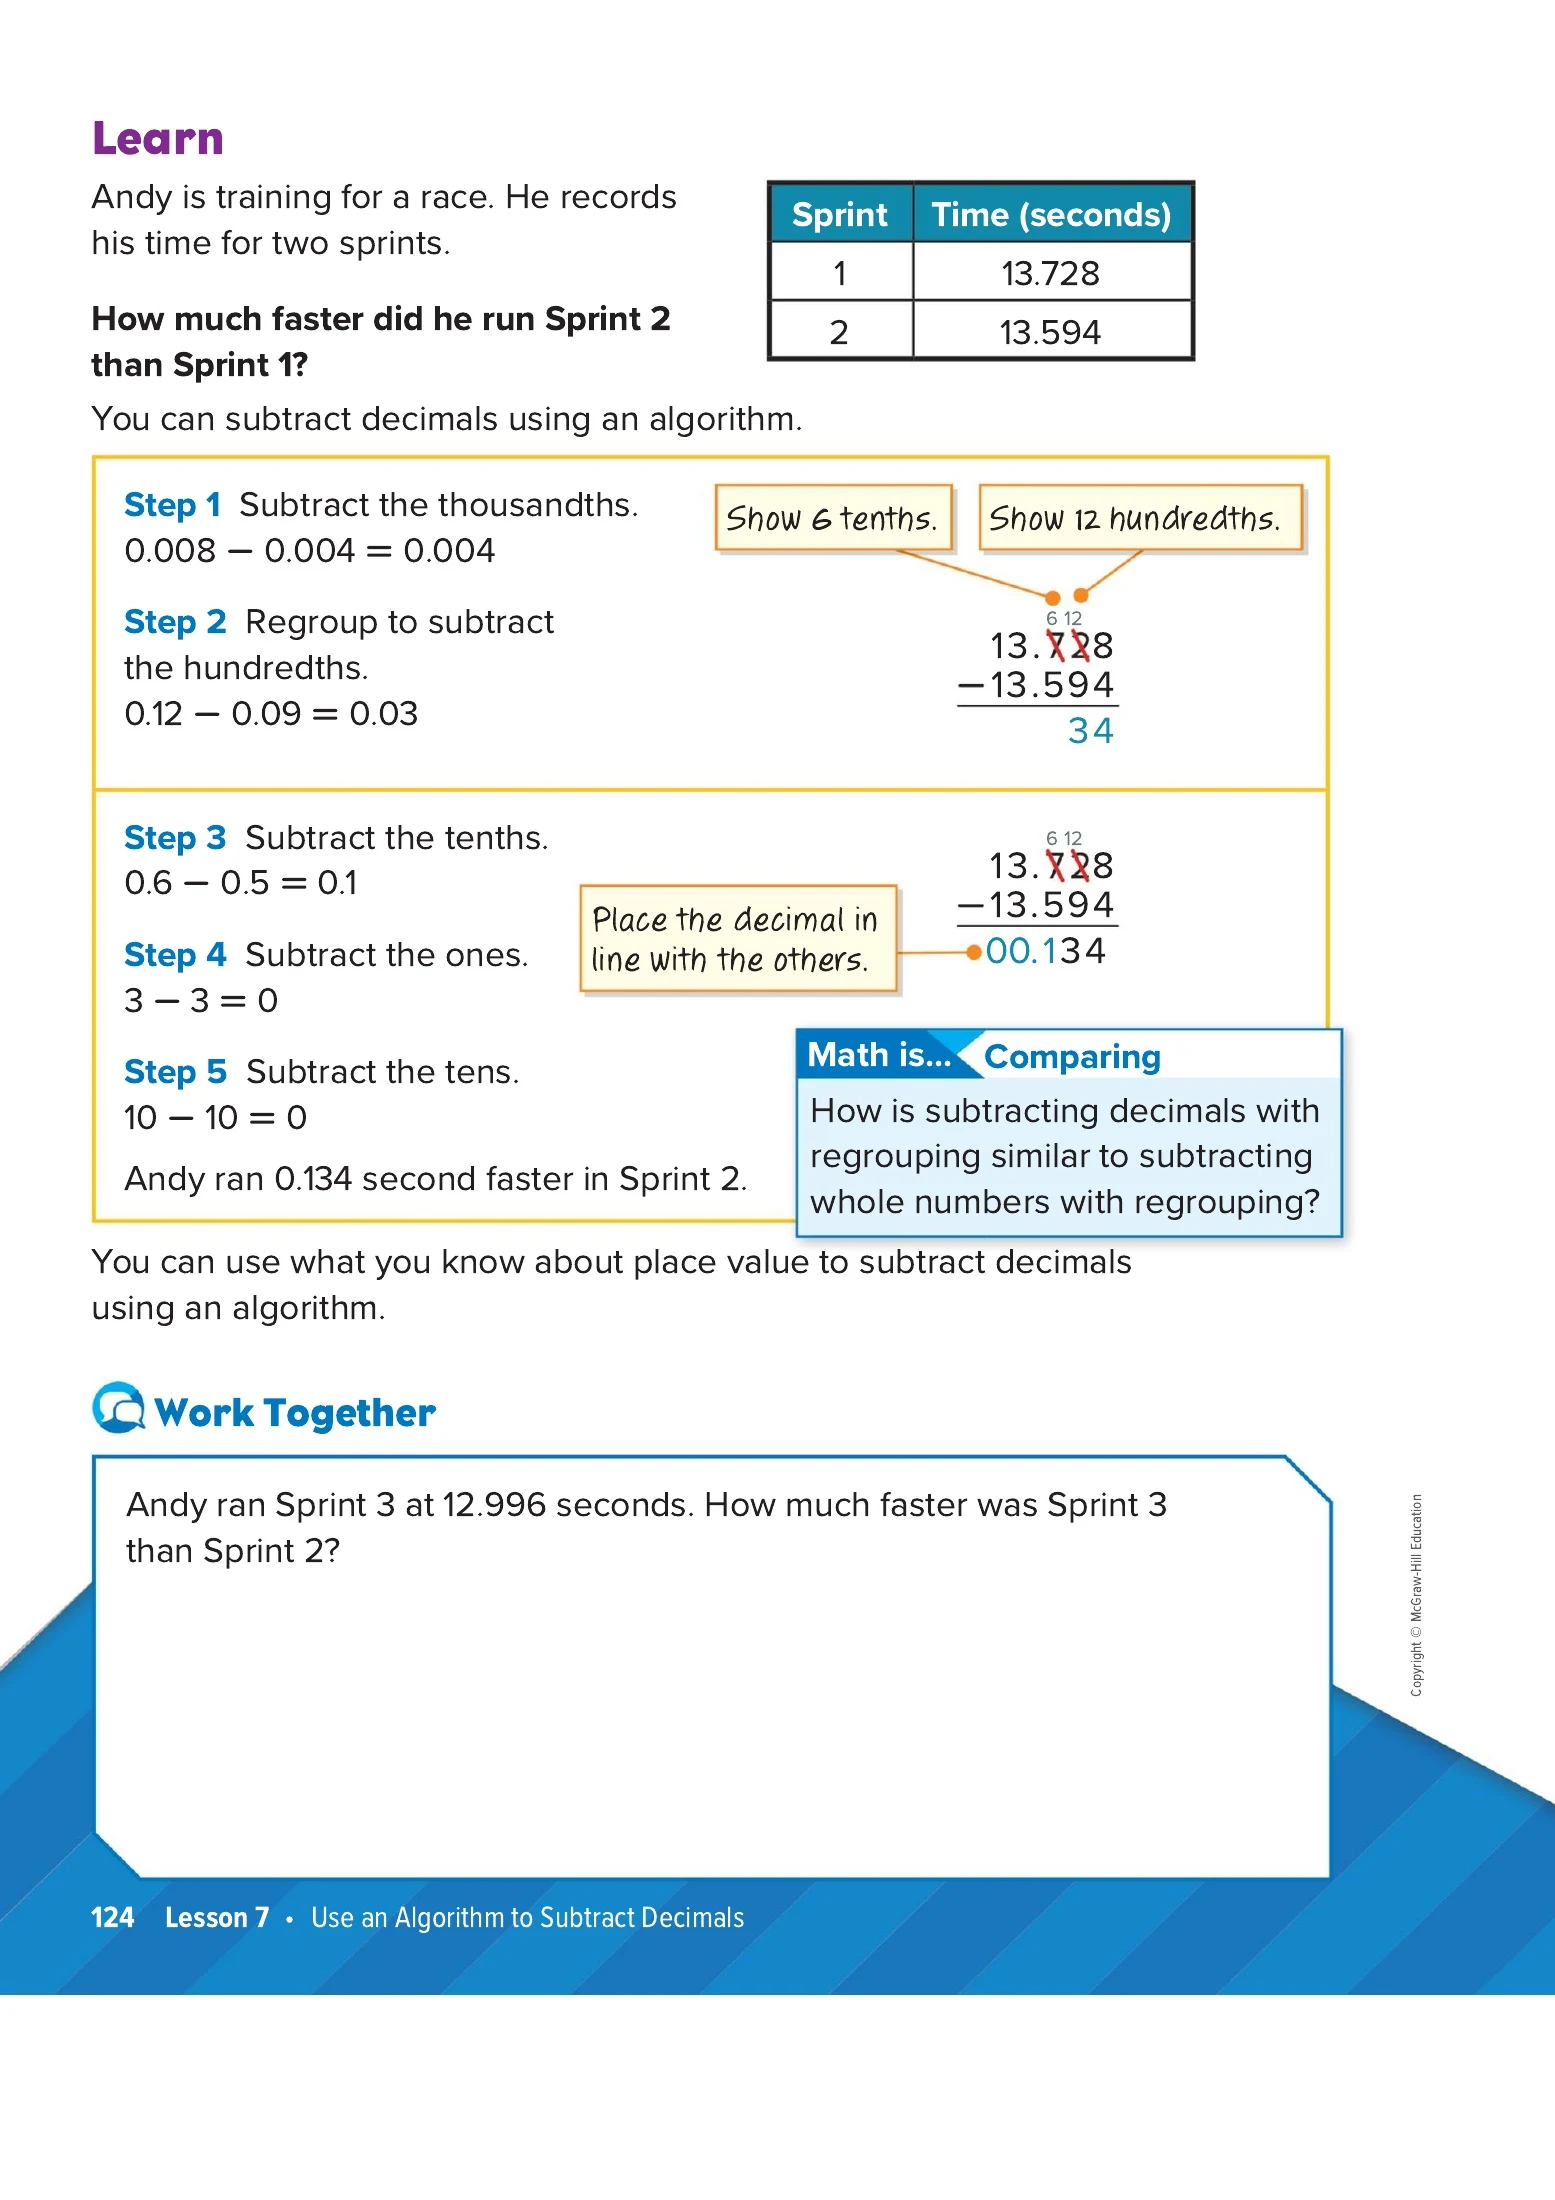 Learn
Andy is training for a race. He records
his time for two sprints.
How much faster did he run Sprint 2
than Sprint 1?
Sprint Time (seconds)
1 13.728
2 13.594
You can subtract decimals using an algorithm.
Step 1 Subtract the thousandths.
0.008 – 0.004 = 0.004
Step 2 Regroup to subtract
the hundredths.
0.12 – 0.09 = 0.03
Show 6 tenths.
Show 12 hundredths.
6 12
13.728
–13.594
34
Step 3 Subtract the tenths.
0.6 – 0.5 = 0.1
Step 4 Subtract the ones.
3 – 3 = 0
Step 5 Subtract the tens.
10 – 10 = 0
Andy ran 0.134 second faster in Sprint 2.
Place the decimal in
line with the others.
6 12
13.728
–13.594
00.134
Math is... Comparing
How is subtracting decimals with
regrouping similar to subtracting
whole numbers with regrouping?
You can use what you know about place value to subtract decimals
using an algorithm.
Work Together
Andy ran Sprint 3 at 12.996 seconds. How much faster was Sprint 3
than Sprint 2?
Copyright © McGraw-Hill Education
124 Lesson 7 • Use an Algorithm to Subtract Decimals